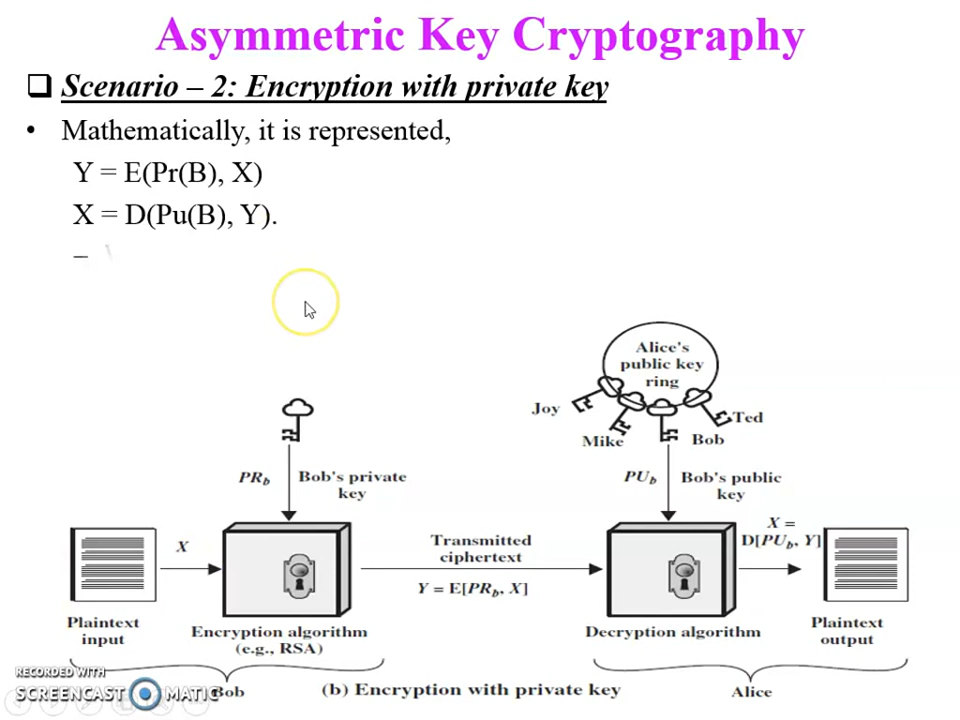 Asymmetric Key Cryptography
Scenario – 2: Encryption with private key
• Mathematically, it is represented,
Y = E(Pr(B), X)
X = D(Pu(B), Y).
–
Alice's
public key
ring
Joy
Mike
Bob
Ted
PRb
Bob's private
key
PUb
Bob's public
key
X
Transmitted
ciphertext
Y = E[PRb, X]
X =
D[PUb, Y]
Plaintext
input
Encryption algorithm
(e.g., RSA)
Decryption algorithm
Plaintext
output
Bob
(b) Encryption with private key
Alice
RECORDED WITH
SCREENCAST MATIC